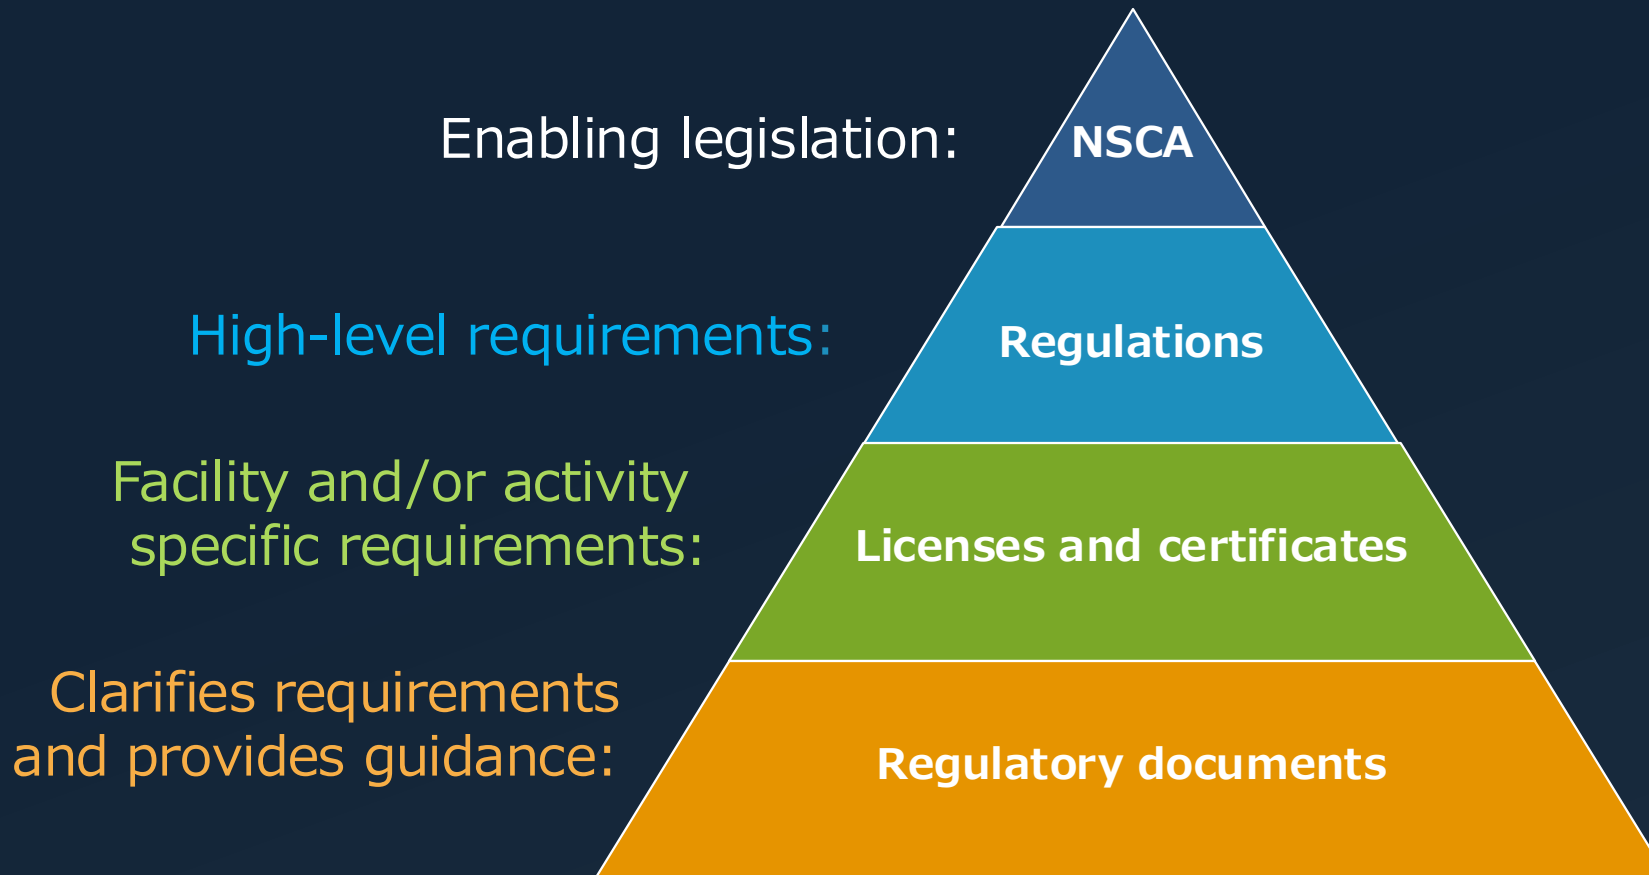 Enabling legislation:
NSCA
High-level requirements:
Regulations
Facility and/or activity
specific requirements:
Licenses and certificates
Clarifies requirements
and provides guidance:
Regulatory documents